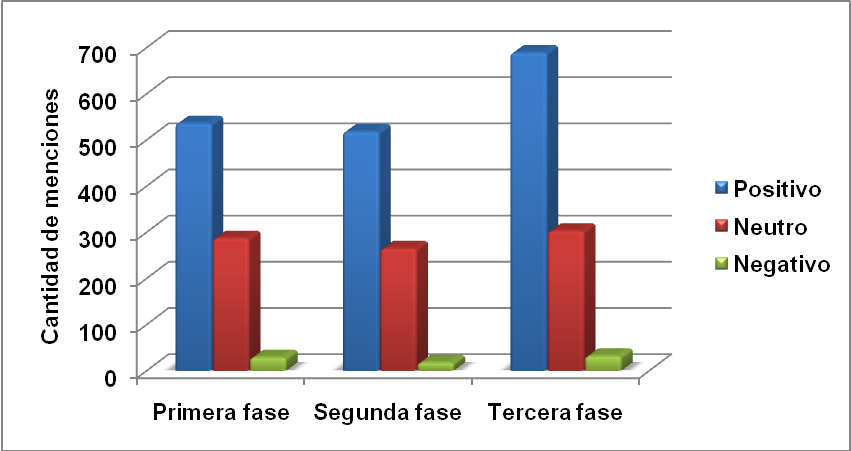 Cantidad de menciones
700
600
500
400
300
200
100
0
Primera fase
Segunda fase
Tercera fase
Positivo
Neutro
Negativo